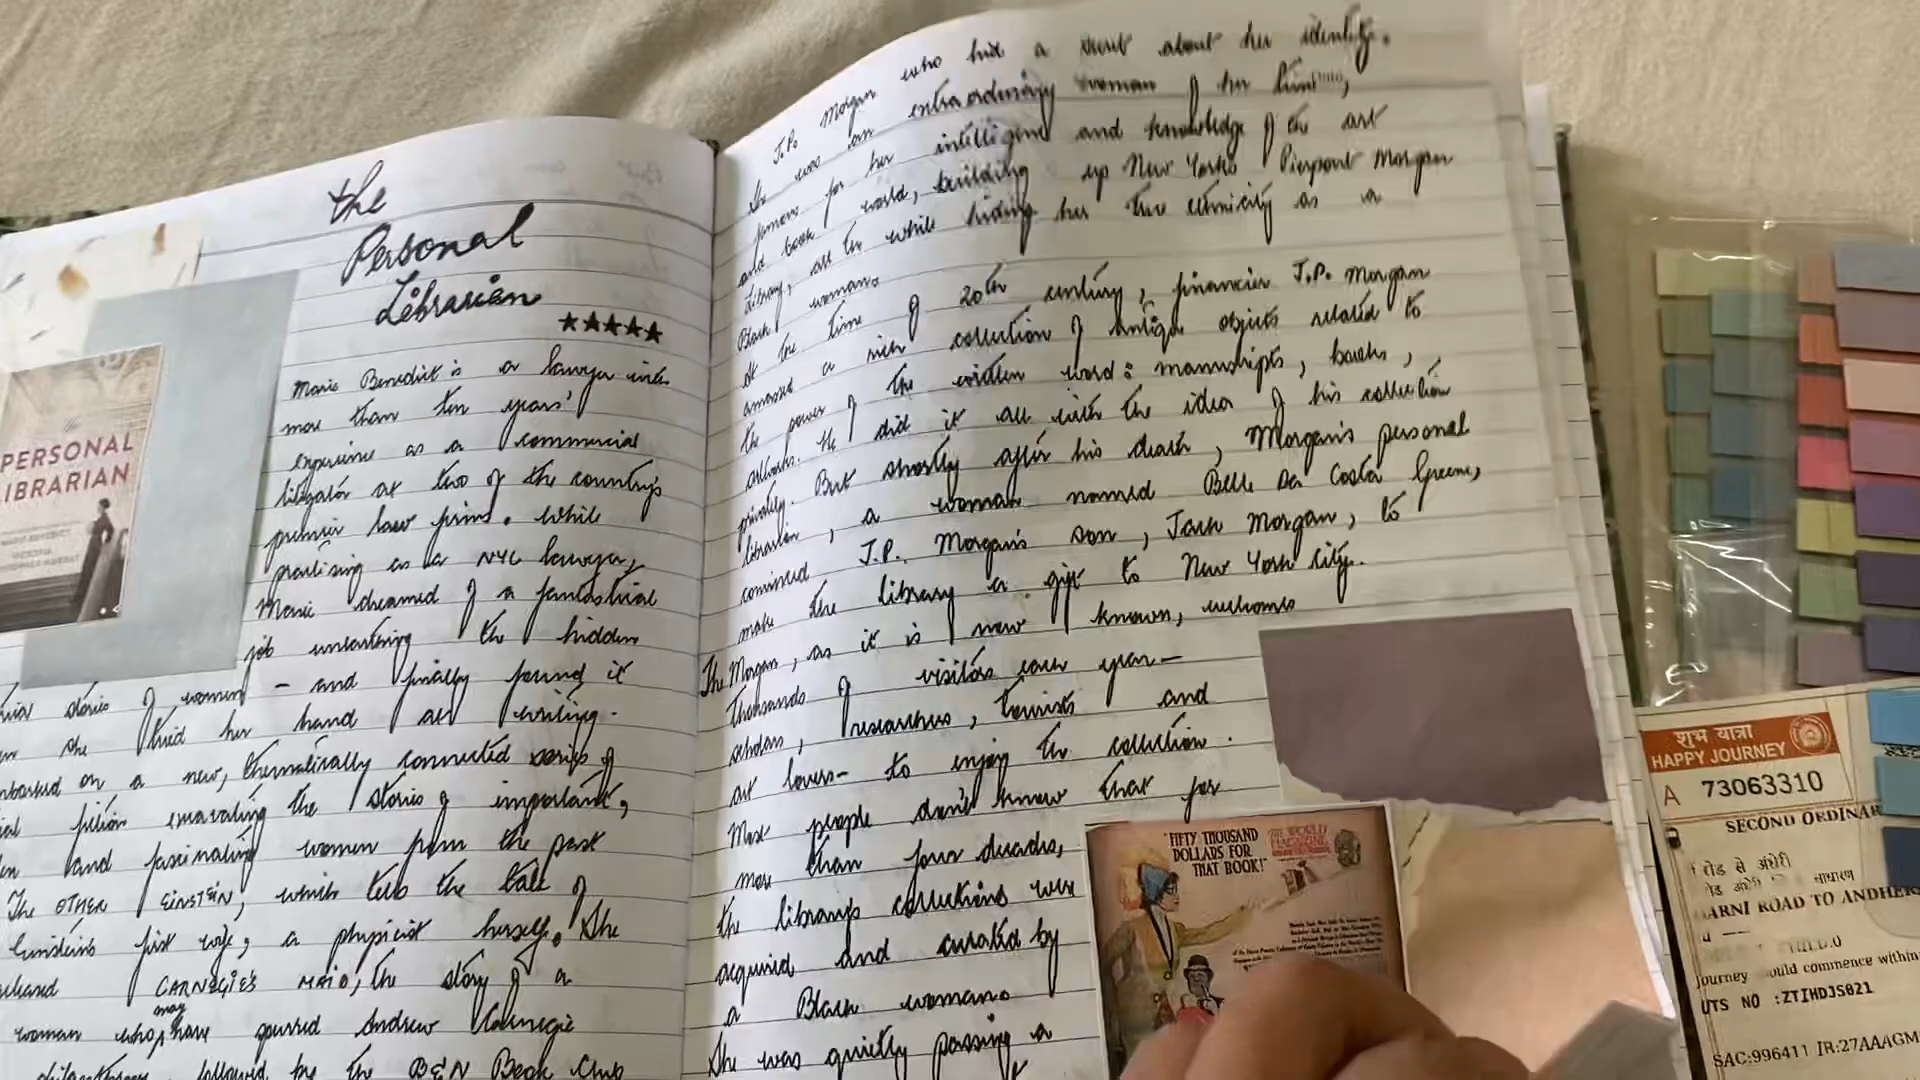 the
Personal
Librarian
★★★★★
PERSONAL
LIBRARIAN
Marie Benedict is a lawyer with
more than ten years'
experience as a commercial
litigator at two of the country's
premier law firms. While
practising as a NYC lawyer,
Marie dreamed of a fantastical
job unearthing the hidden
stories of women - and finally found it
she tried her hand at writing.
embarked on a new, thematically connected series of
fiction excavating the stories of important,
and fascinating women from the past
The OTHER EINSTEIN, which tells the tale of
Einstein's first wife, a physicist herself. She
CARNEGIE'S MAID, the story of a
woman who may have spurred Andrew Carnegie
followed by the B&N Book Club
J.P. Morgan who hid a secret about her identity.
She was an extraordinary woman of her time,
famous for her intelligence and knowledge of the art
and book world, building up New York's Pierpont Morgan
Library, all the while hiding her true ethnicity as a
Black woman.
At the time of 20th century, financier J.P. Morgan
amassed a rich collection of antique objects related to
the power of the written word: manuscripts, books,
artworks. He did it all with the idea of his collection
privately. But shortly after his death, Morgan's personal
librarian, a woman named Belle Da Costa Greene,
convinced J.P. Morgan's son, Jack Morgan, to
make the library a gift to New York City.
The Morgan, as it is now known, welcomes
thousands of visitors each year-
scholars, researchers, tourists and
art lovers- to enjoy the collection.
Most people don't know that for
more than four decades,
the library's collections were
acquired and curated by
a Black woman.
She was quietly passing a
"FIFTY THOUSAND
DOLLARS FOR
THAT BOOK!"
THE WORLD
MAGAZINE
शुभ यात्रा
HAPPY JOURNEY
A 73063310
SECOND ORDINAR
रोड से अंधेरी
साधारण
ARNI ROAD TO ANDHER
Journey ould commence within
UTS NO :ZTIHDJS021
SAC:996411 IR:27AAAGM